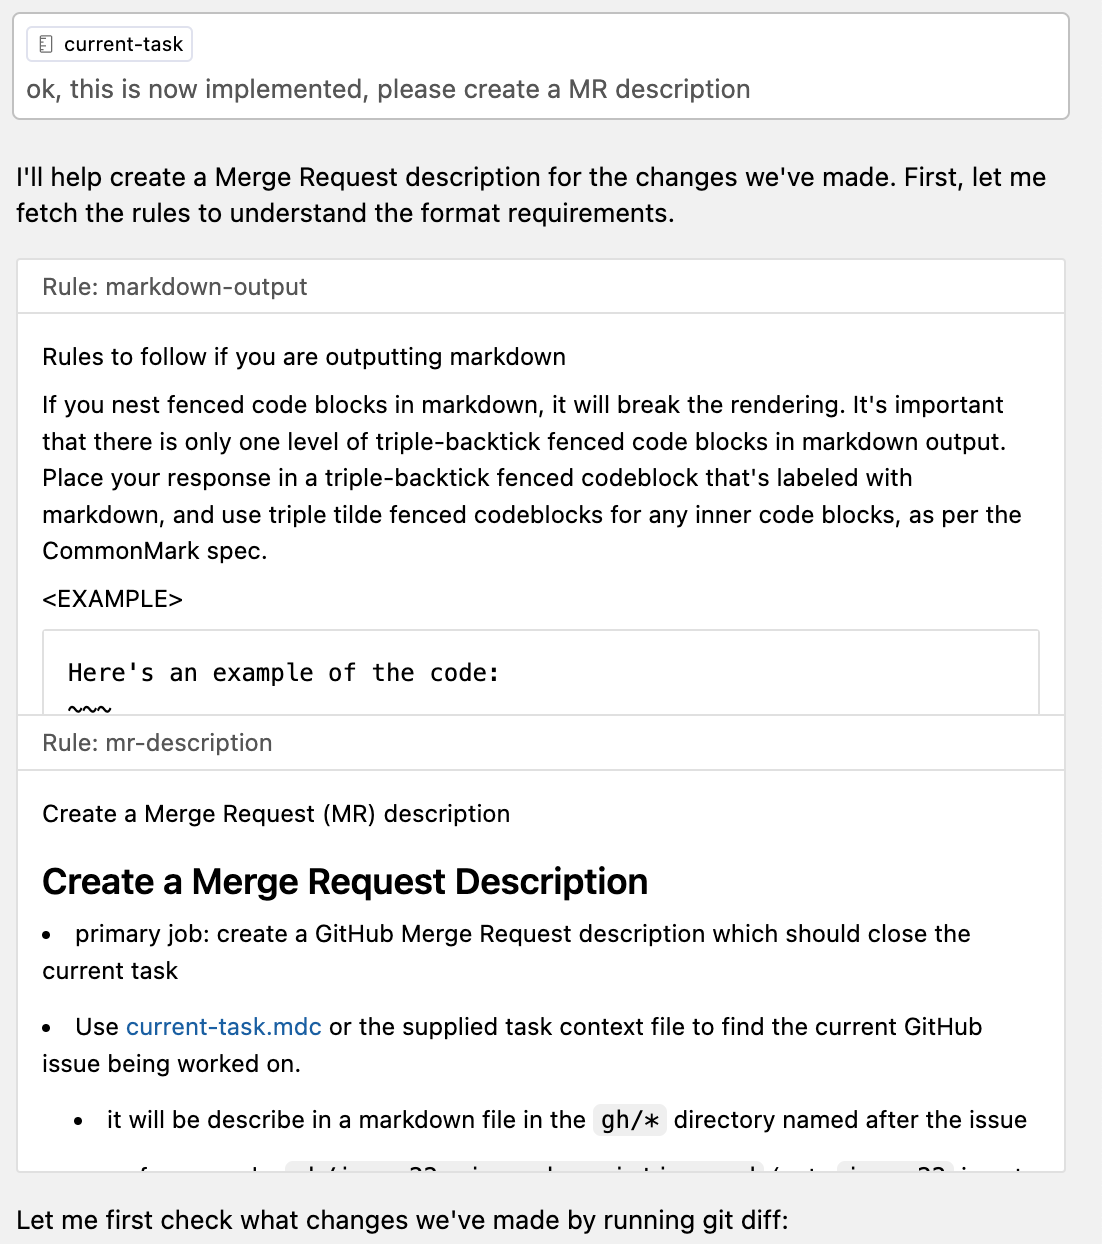 current-task
ok, this is now implemented, please create a MR description
I'll help create a Merge Request description for the changes we've made. First, let me
fetch the rules to understand the format requirements.
Rule: markdown-output
Rules to follow if you are outputting markdown
If you nest fenced code blocks in markdown, it will break the rendering. It's important
that there is only one level of triple-backtick fenced code blocks in markdown output.
Place your response in a triple-backtick fenced codeblock that's labeled with
markdown, and use triple tilde fenced codeblocks for any inner code blocks, as per the
CommonMark spec.
<EXAMPLE>
Here's an example of the code:
~~~
Rule: mr-description
Create a Merge Request (MR) description
Create a Merge Request Description
• primary job: create a GitHub Merge Request description which should close the
current task
• Use current-task.mdc or the supplied task context file to find the current GitHub
issue being worked on.
• it will be describe in a markdown file in the gh/* directory named after the issue
Let me first check what changes we've made by running git diff: